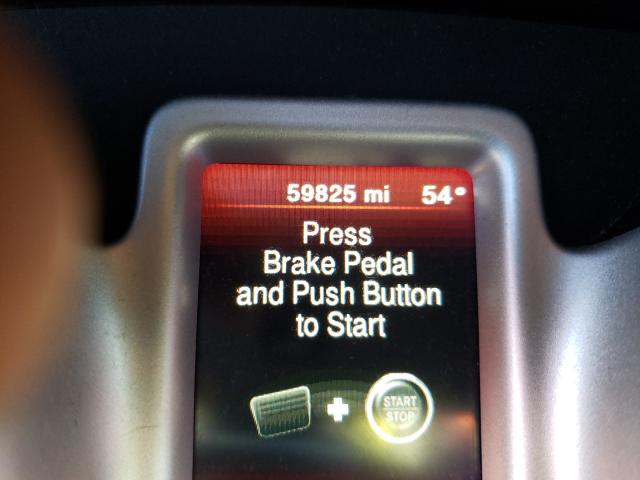 59825 mi 54°
Press
Brake Pedal
and Push Button
to Start
START
STOP